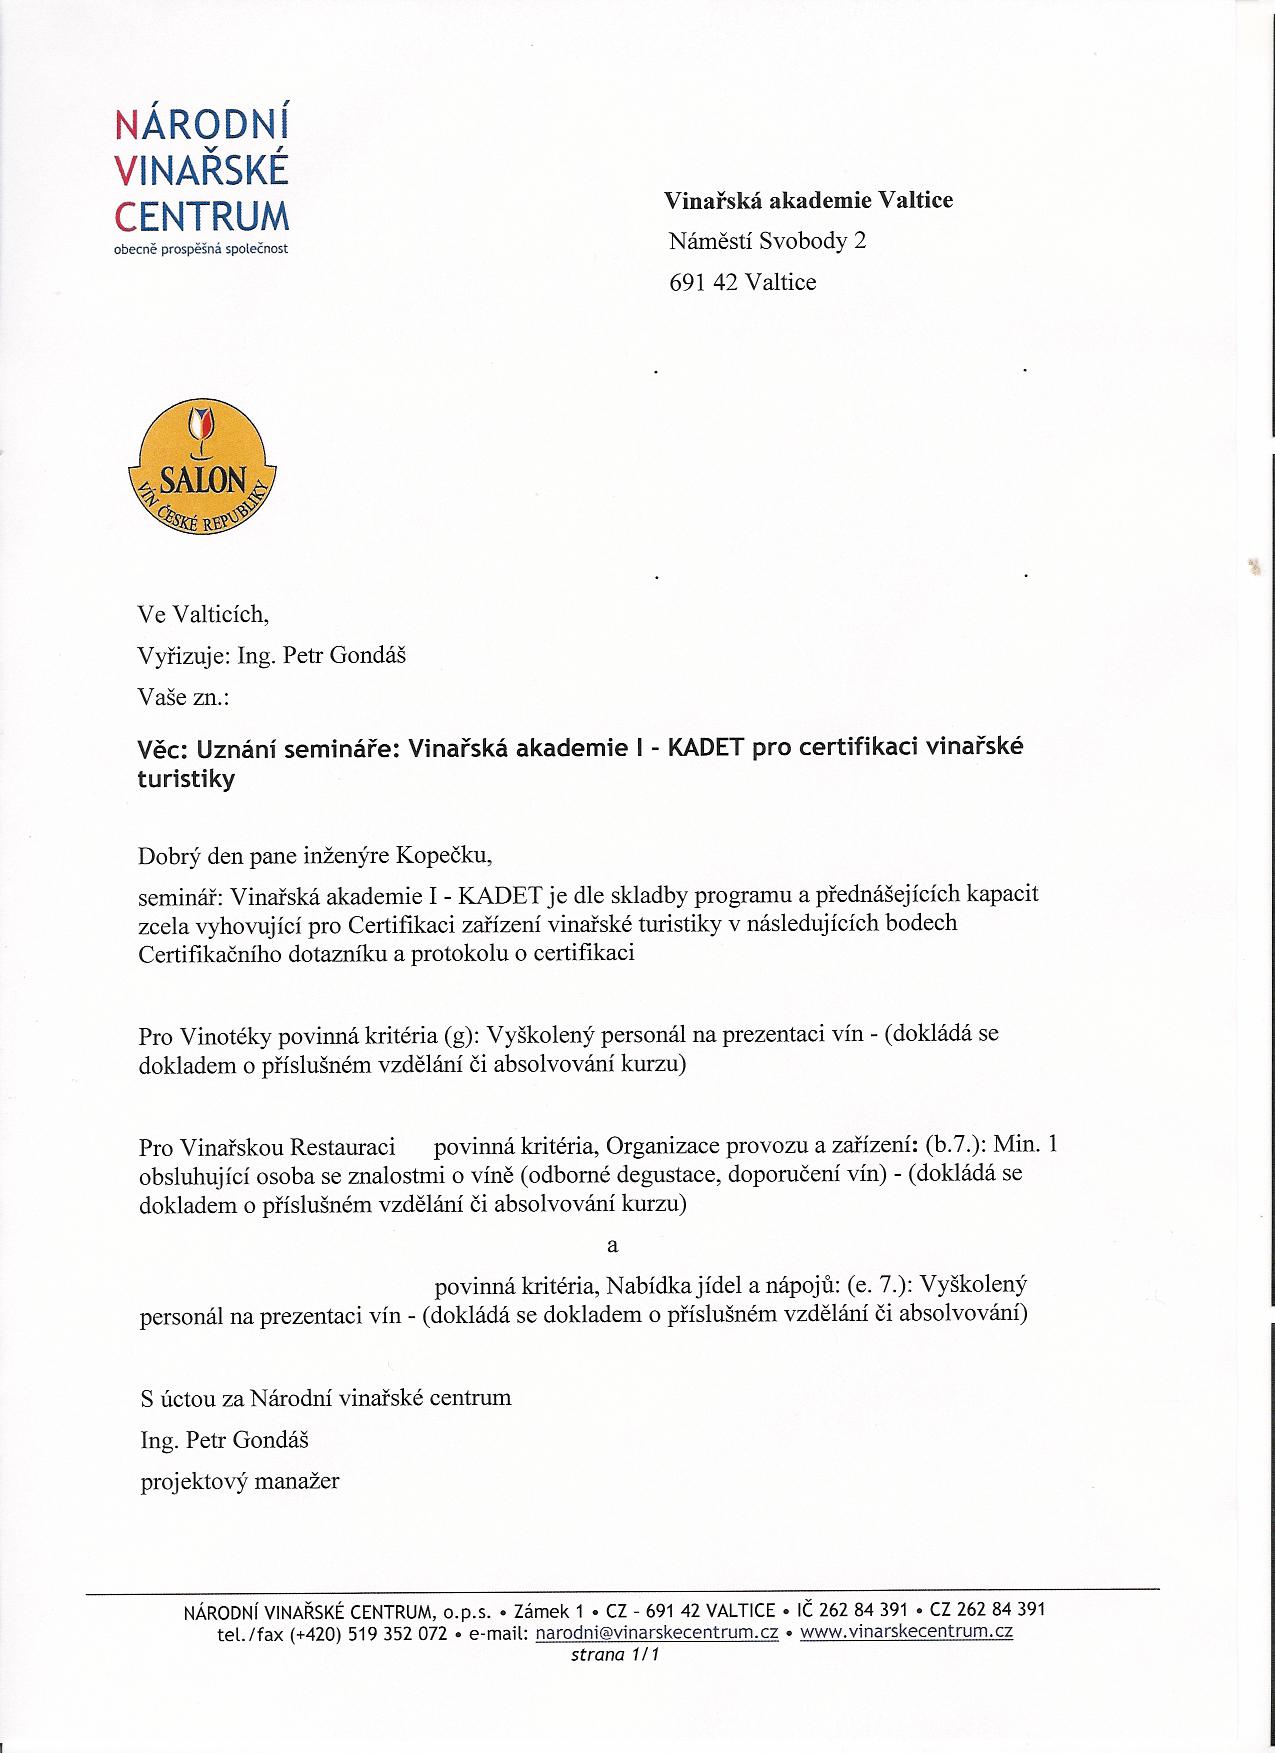 NÁRODNÍ
VINAŘSKÉ
CENTRUM
obecně prospěšná společnost
Vinařská akademie Valtice
Náměstí Svobody 2
691 42 Valtice
SALON
VÍN ČESKÉ REPUBLIKY
Ve Valticích,
Vyřizuje: Ing. Petr Gondáš
Vaše zn.:
Věc: Uznání semináře: Vinařská akademie I - KADET pro certifikaci vinařské
turistiky
Dobrý den pane inženýre Kopečku,
seminář: Vinařská akademie I - KADET je dle skladby programu a přednášejících kapacit
zcela vyhovující pro Certifikaci zařízení vinařské turistiky v následujících bodech
Certifikačního dotazníku a protokolu o certifikaci
Pro Vinotéky povinná kritéria (g): Vyškolený personál na prezentaci vín - (dokládá se
dokladem o příslušném vzdělání či absolvování kurzu)
Pro Vinařskou Restauraci povinná kritéria, Organizace provozu a zařízení: (b.7.): Min. 1
obsluhující osoba se znalostmi o víně (odborné degustace, doporučení vín) - (dokládá se
dokladem o příslušném vzdělání či absolvování kurzu)
a
povinná kritéria, Nabídka jídel a nápojů: (e. 7.): Vyškolený
personál na prezentaci vín - (dokládá se dokladem o příslušném vzdělání či absolvování)
S úctou za Národní vinařské centrum
Ing. Petr Gondáš
projektový manažer
NÁRODNÍ VINAŘSKÉ CENTRUM, o.p.s. • Zámek 1 • CZ - 691 42 VALTICE • IČ 262 84 391 • CZ 262 84 391
tel./fax (+420) 519 352 072 • e-mail: narodni@vinarskecentrum.cz • www.vinarskecentrum.cz
strana 1/1